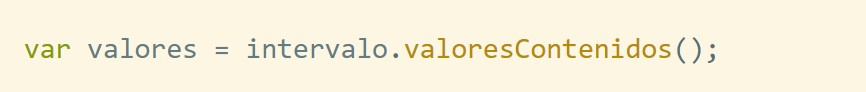 var valores = intervalo.valoresContenidos();